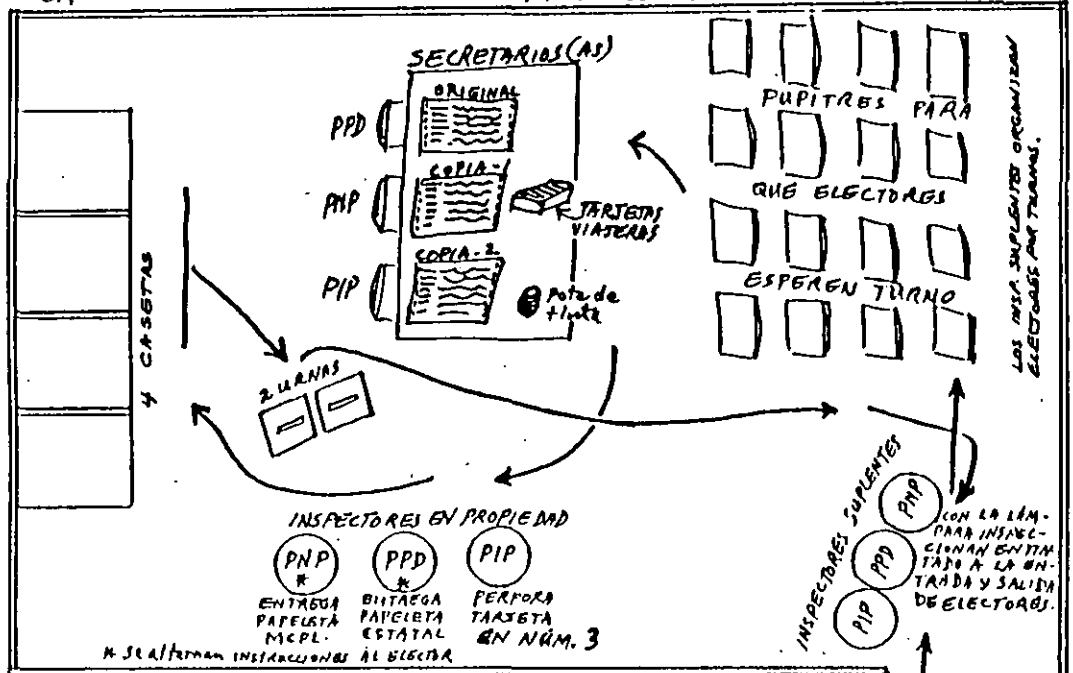 SECRETARIOS(AS)
ORIGINAL
PPD
COPIA-1
PNP
TARJETAS
VIAJERAS
COPIA-2
PIP
Pote de
tinta
PUPITRES PARA
QUE ELECTORES
ESPEREN TURNO
LOS INSP. SUPLENTES ORGANIZAN
ELECTORES POR TURNOS.
4 CASETAS
2 URNAS
INSPECTORES EN PROPIEDAD
PNP
*
ENTREGA
PAPELETA
MCPL.
PPD
*
ENTREGA
PAPELETA
ESTATAL
PIP
PERFORA
TARJETA
EN NÚM. 3
* Se alternan INSTRUCCIONES AL ELECTOR
INSPECTORES SUPLENTES
PNP
PPD
PIP
CON LA LÁM-
PARA INSPEC-
CIONAN ENTIN-
TADO A LA EN-
TRADA Y SALIDA
DE ELECTORES.